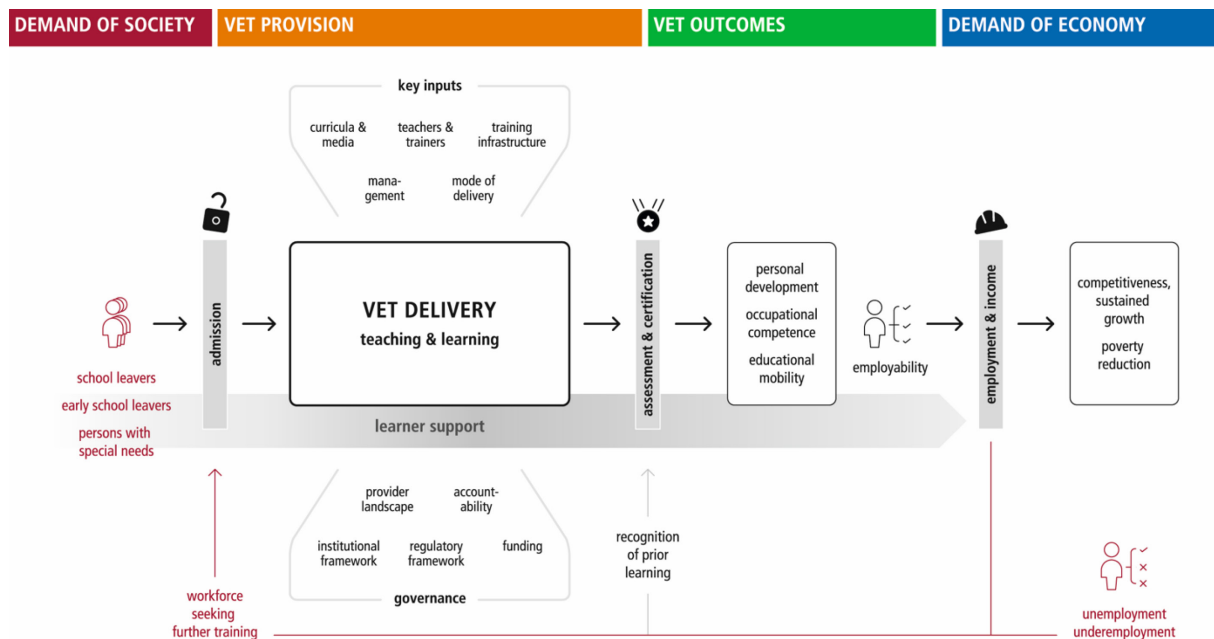 DEMAND OF SOCIETY
VET PROVISION
VET OUTCOMES
DEMAND OF ECONOMY
key inputs
curricula &
media
teachers &
trainers
training
infrastructure
mana-
gement
mode of
delivery
school leavers
early school leavers
persons with
special needs
admission
VET DELIVERY
teaching & learning
learner support
assessment & certification
personal
development
occupational
competence
educational
mobility
employability
employment & income
competitiveness,
sustained
growth
poverty
reduction
provider
landscape
account-
ability
institutional
framework
regulatory
framework
funding
governance
recognition
of prior
learning
workforce
seeking
further training
unemployment
underemployment